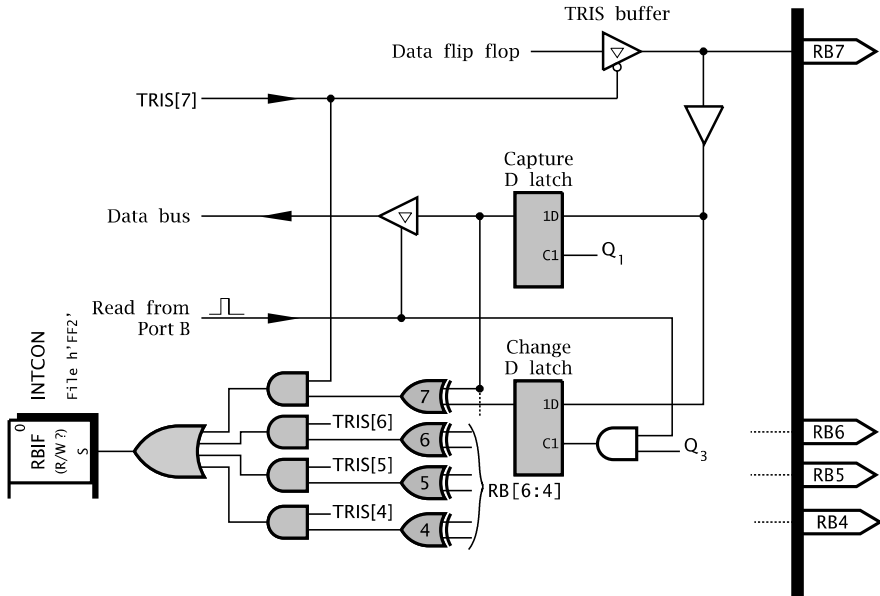 TRIS buffer
Data flip flop
RB7
TRIS[7]
Capture
D latch
Data bus
1D
C1
Q1
Read from
Port B
INTCON
File h'FF2'
Change
D latch
7
1D
TRIS[6]
6
C1
Q3
RB6
0
RBIF
(R/W ?)
S
TRIS[5]
5
RB[6:4]
RB5
TRIS[4]
4
RB4